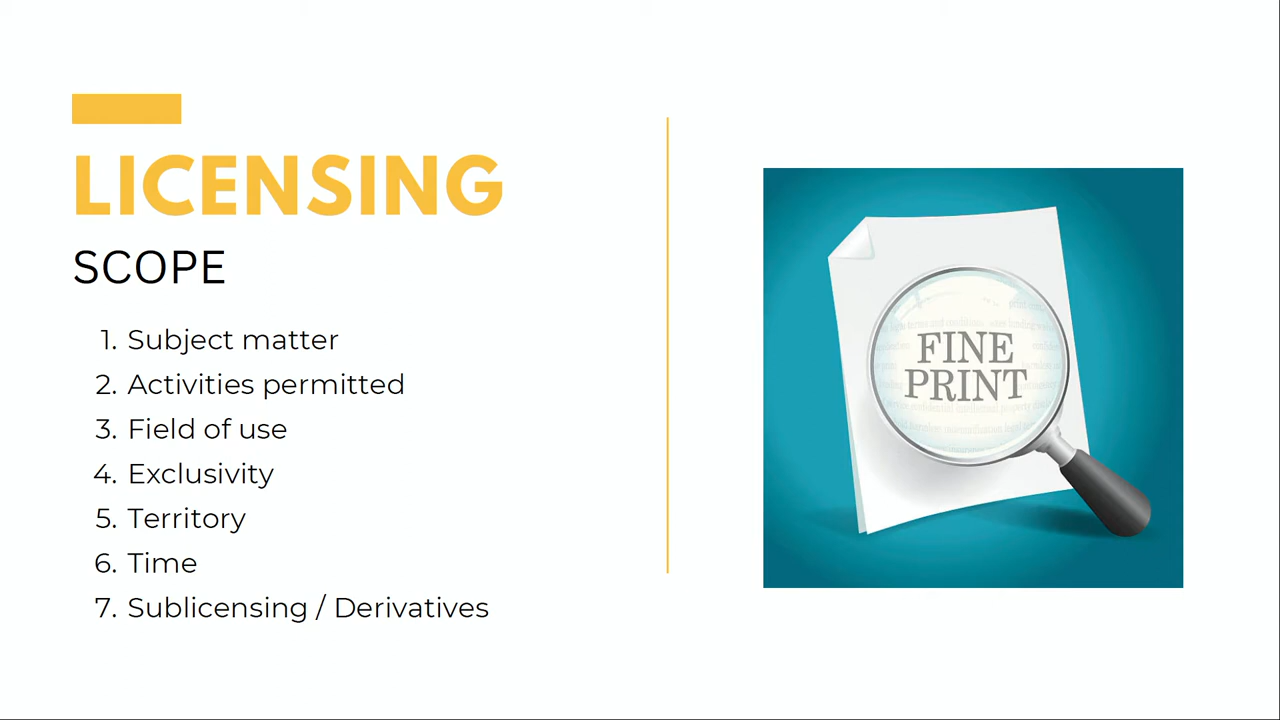 LICENSING
SCOPE
1. Subject matter
2. Activities permitted
3. Field of use
4. Exclusivity
5. Territory
6. Time
7. Sublicensing / Derivatives
FINE
PRINT